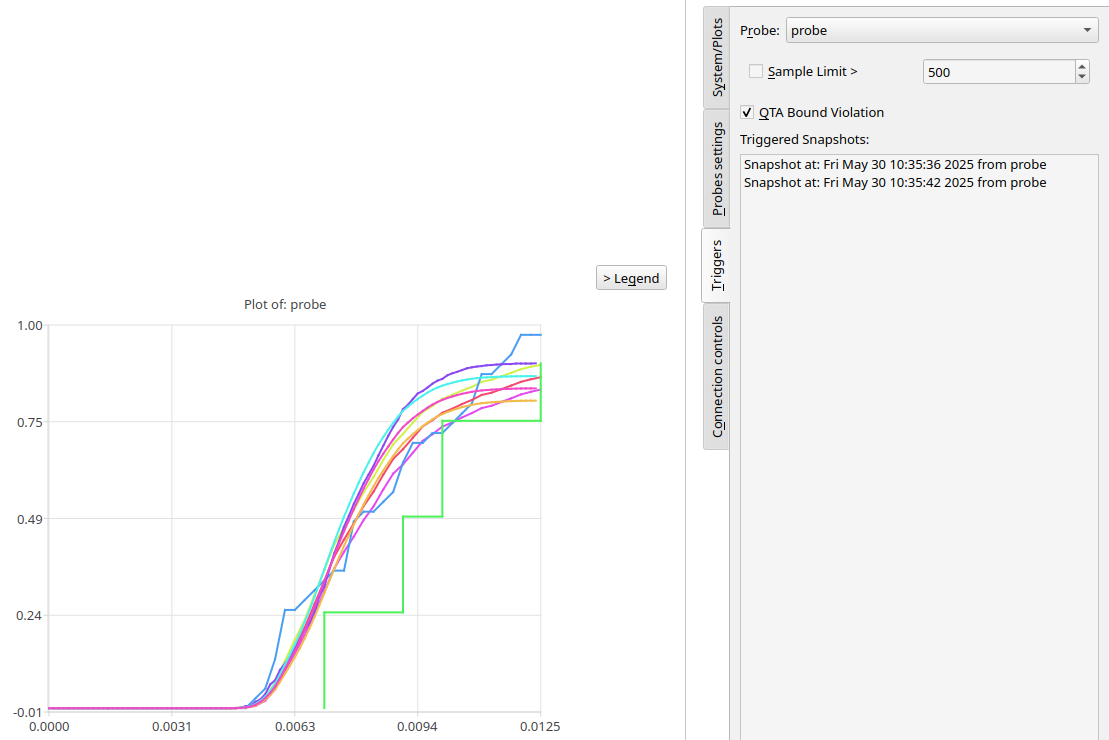 > Legend
Plot of: probe
1.00
0.75
0.49
0.24
-0.01
0.0000
0.0031
0.0063
0.0094
0.0125
System/Plots
Probes settings
Triggers
Connection controls
Probe:
probe
Sample Limit >
500
QTA Bound Violation
Triggered Snapshots:
Snapshot at: Fri May 30 10:35:36 2025 from probe
Snapshot at: Fri May 30 10:35:42 2025 from probe